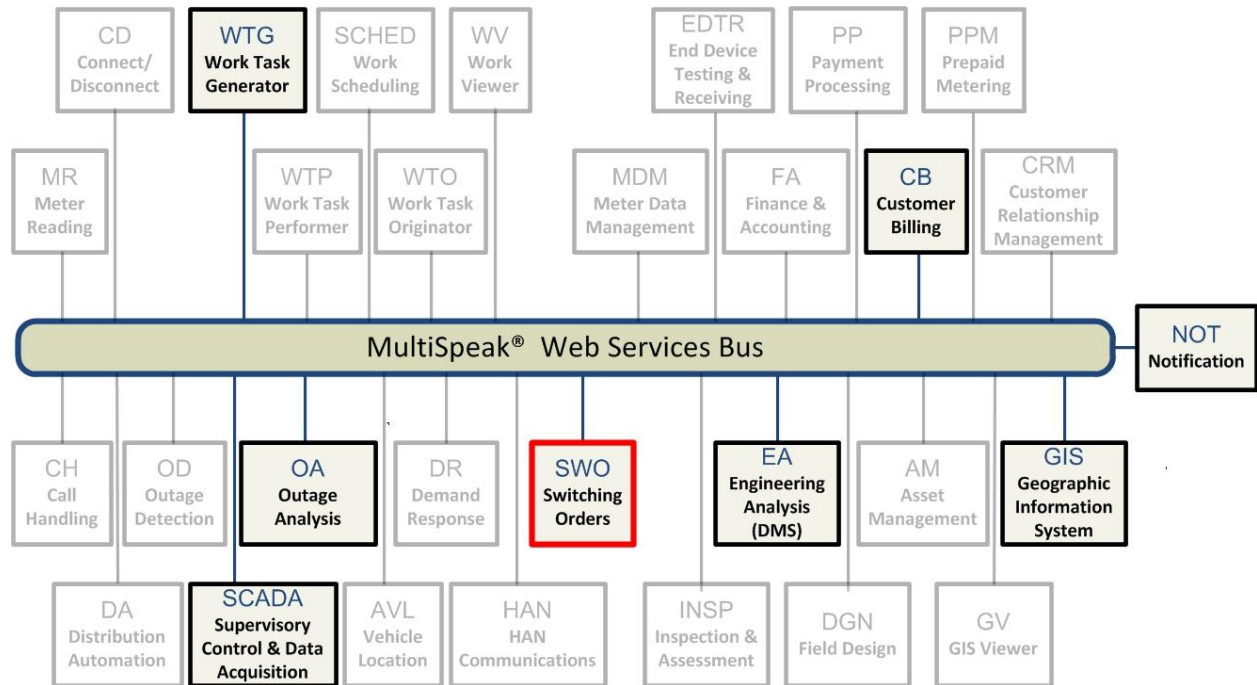 CD
Connect/
Disconnect
WTG
Work Task
Generator
SCHED
Work
Scheduling
WV
Work
Viewer
EDTR
End Device
Testing &
Receiving
PP
Payment
Processing
PPM
Prepaid
Metering
MR
Meter
Reading
WTP
Work Task
Performer
WTO
Work Task
Originator
MDM
Meter Data
Management
FA
Finance &
Accounting
CB
Customer
Billing
CRM
Customer
Relationship
Management
MultiSpeak® Web Services Bus
NOT
Notification
CH
Call
Handling
OD
Outage
Detection
OA
Outage
Analysis
DR
Demand
Response
SWO
Switching
Orders
EA
Engineering
Analysis
(DMS)
AM
Asset
Management
GIS
Geographic
Information
System
DA
Distribution
Automation
SCADA
Supervisory
Control & Data
Acquisition
AVL
Vehicle
Location
HAN
HAN
Communications
INSP
Inspection &
Assessment
DGN
Field Design
GV
GIS Viewer